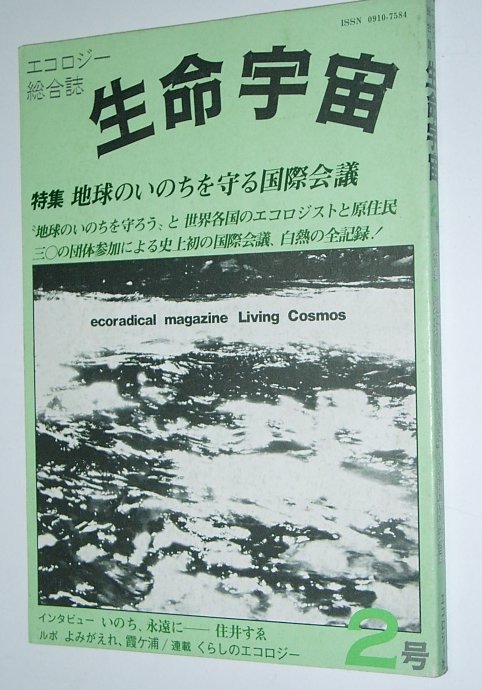 ISSN 0910-7584
エコロジー
総合誌
生命宇宙
特集 地球のいのちを守る国際会議
〝地球のいのちを守ろう〟と 世界各国のエコロジストと原住民
三〇の団体参加による史上初の国際会議、白熱の全記録!
ecoradical magazine Living Cosmos
インタビュー いのち、永遠に── 住井すゑ
ルポ よみがえれ、霞ケ浦/連載 くらしのエコロジー
2号